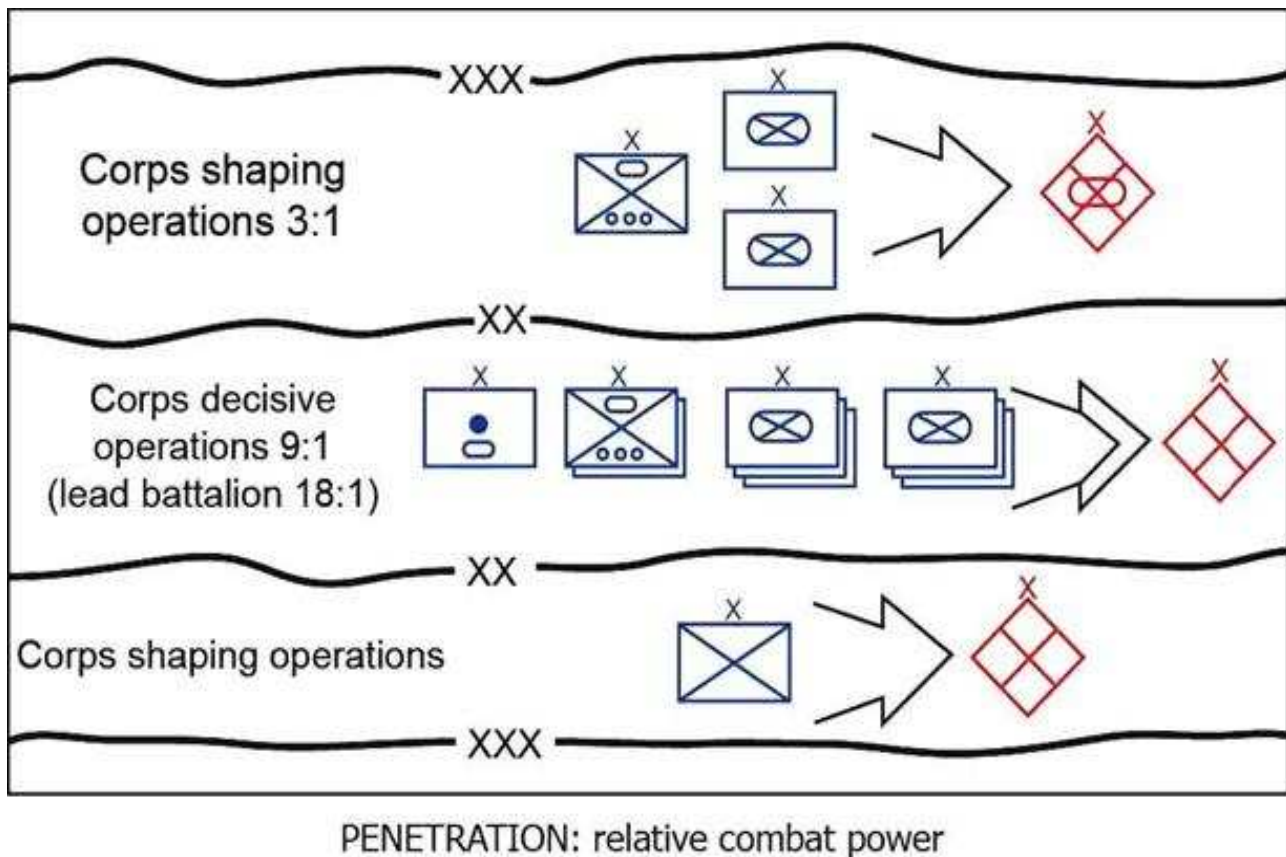 XXX
X
X
X
X
Corps shaping
operations 3:1
XX
X
X
X
X
X
Corps decisive
operations 9:1
(lead battalion 18:1)
XX
X
X
Corps shaping operations
XXX
PENETRATION: relative combat power